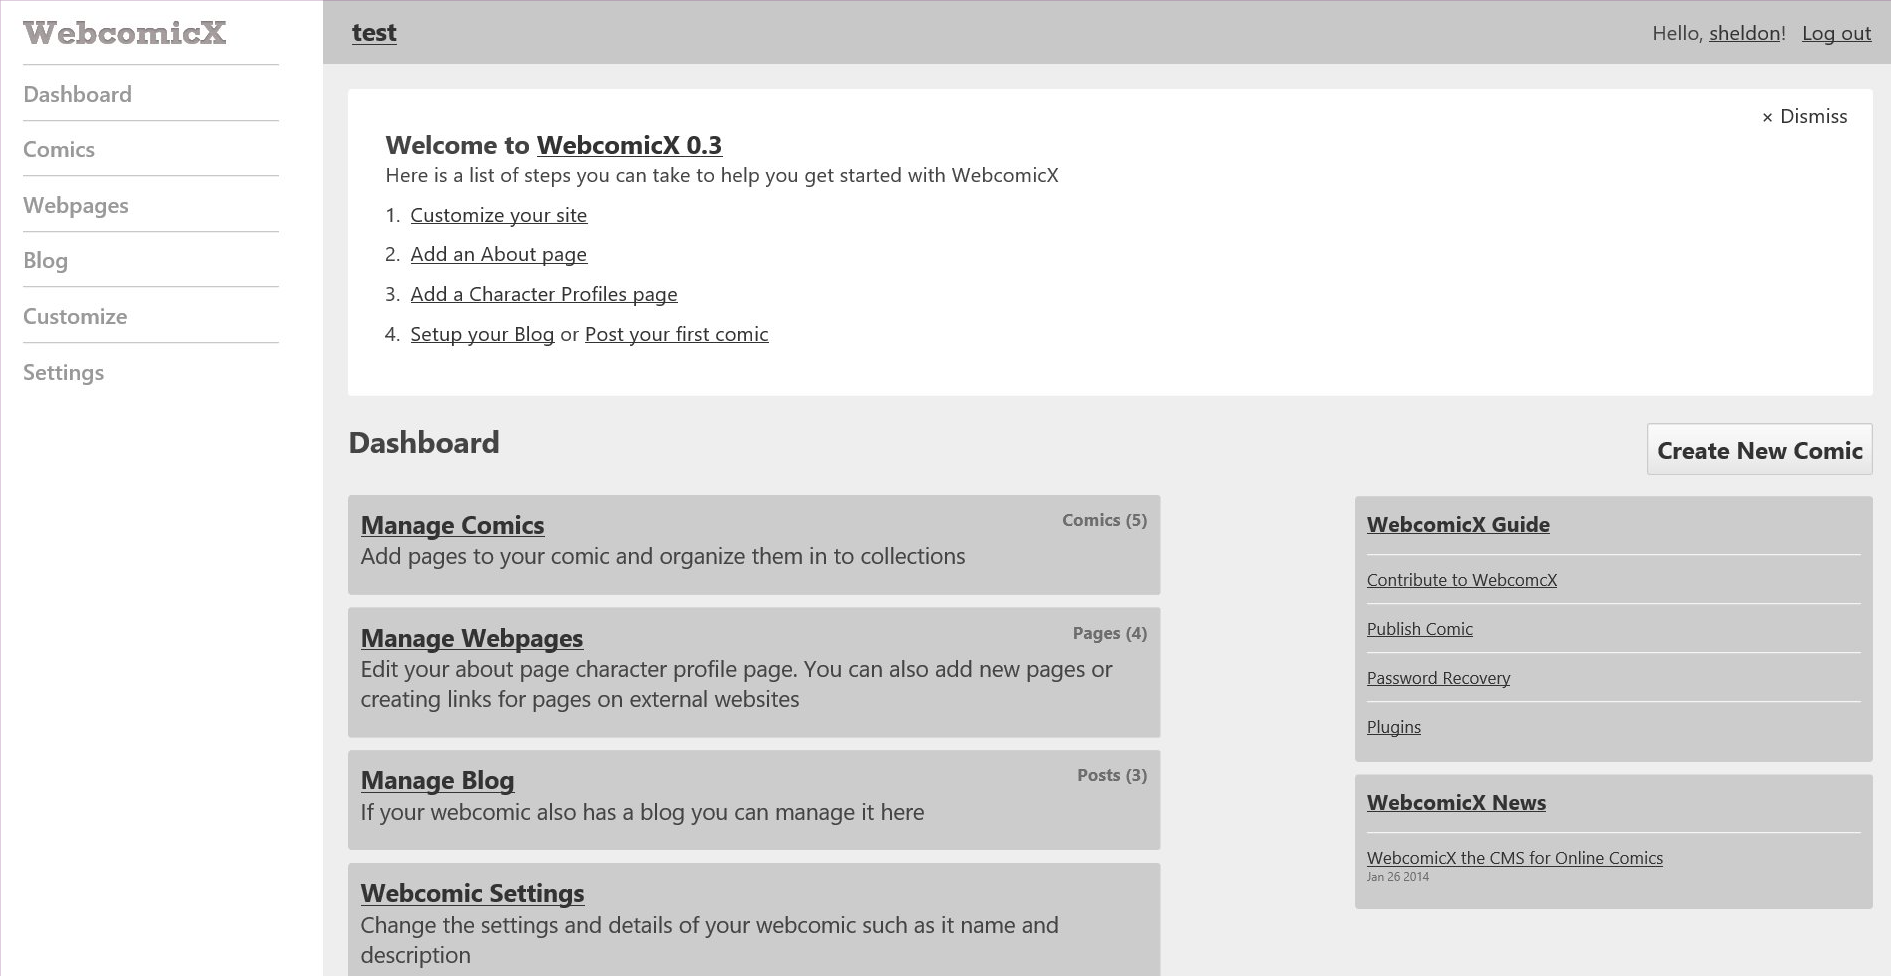 WebcomicX
Dashboard
Comics
Webpages
Blog
Customize
Settings
test
Hello, sheldon! Log out
× Dismiss
Welcome to WebcomicX 0.3
Here is a list of steps you can take to help you get started with WebcomicX
1. Customize your site
2. Add an About page
3. Add a Character Profiles page
4. Setup your Blog or Post your first comic
Dashboard
Create New Comic
Manage Comics
Comics (5)
Add pages to your comic and organize them in to collections
Manage Webpages
Pages (4)
Edit your about page character profile page. You can also add new pages or
creating links for pages on external websites
Manage Blog
Posts (3)
If your webcomic also has a blog you can manage it here
Webcomic Settings
Change the settings and details of your webcomic such as it name and
description
WebcomicX Guide
Contribute to WebcomcX
Publish Comic
Password Recovery
Plugins
WebcomicX News
WebcomicX the CMS for Online Comics
Jan 26 2014